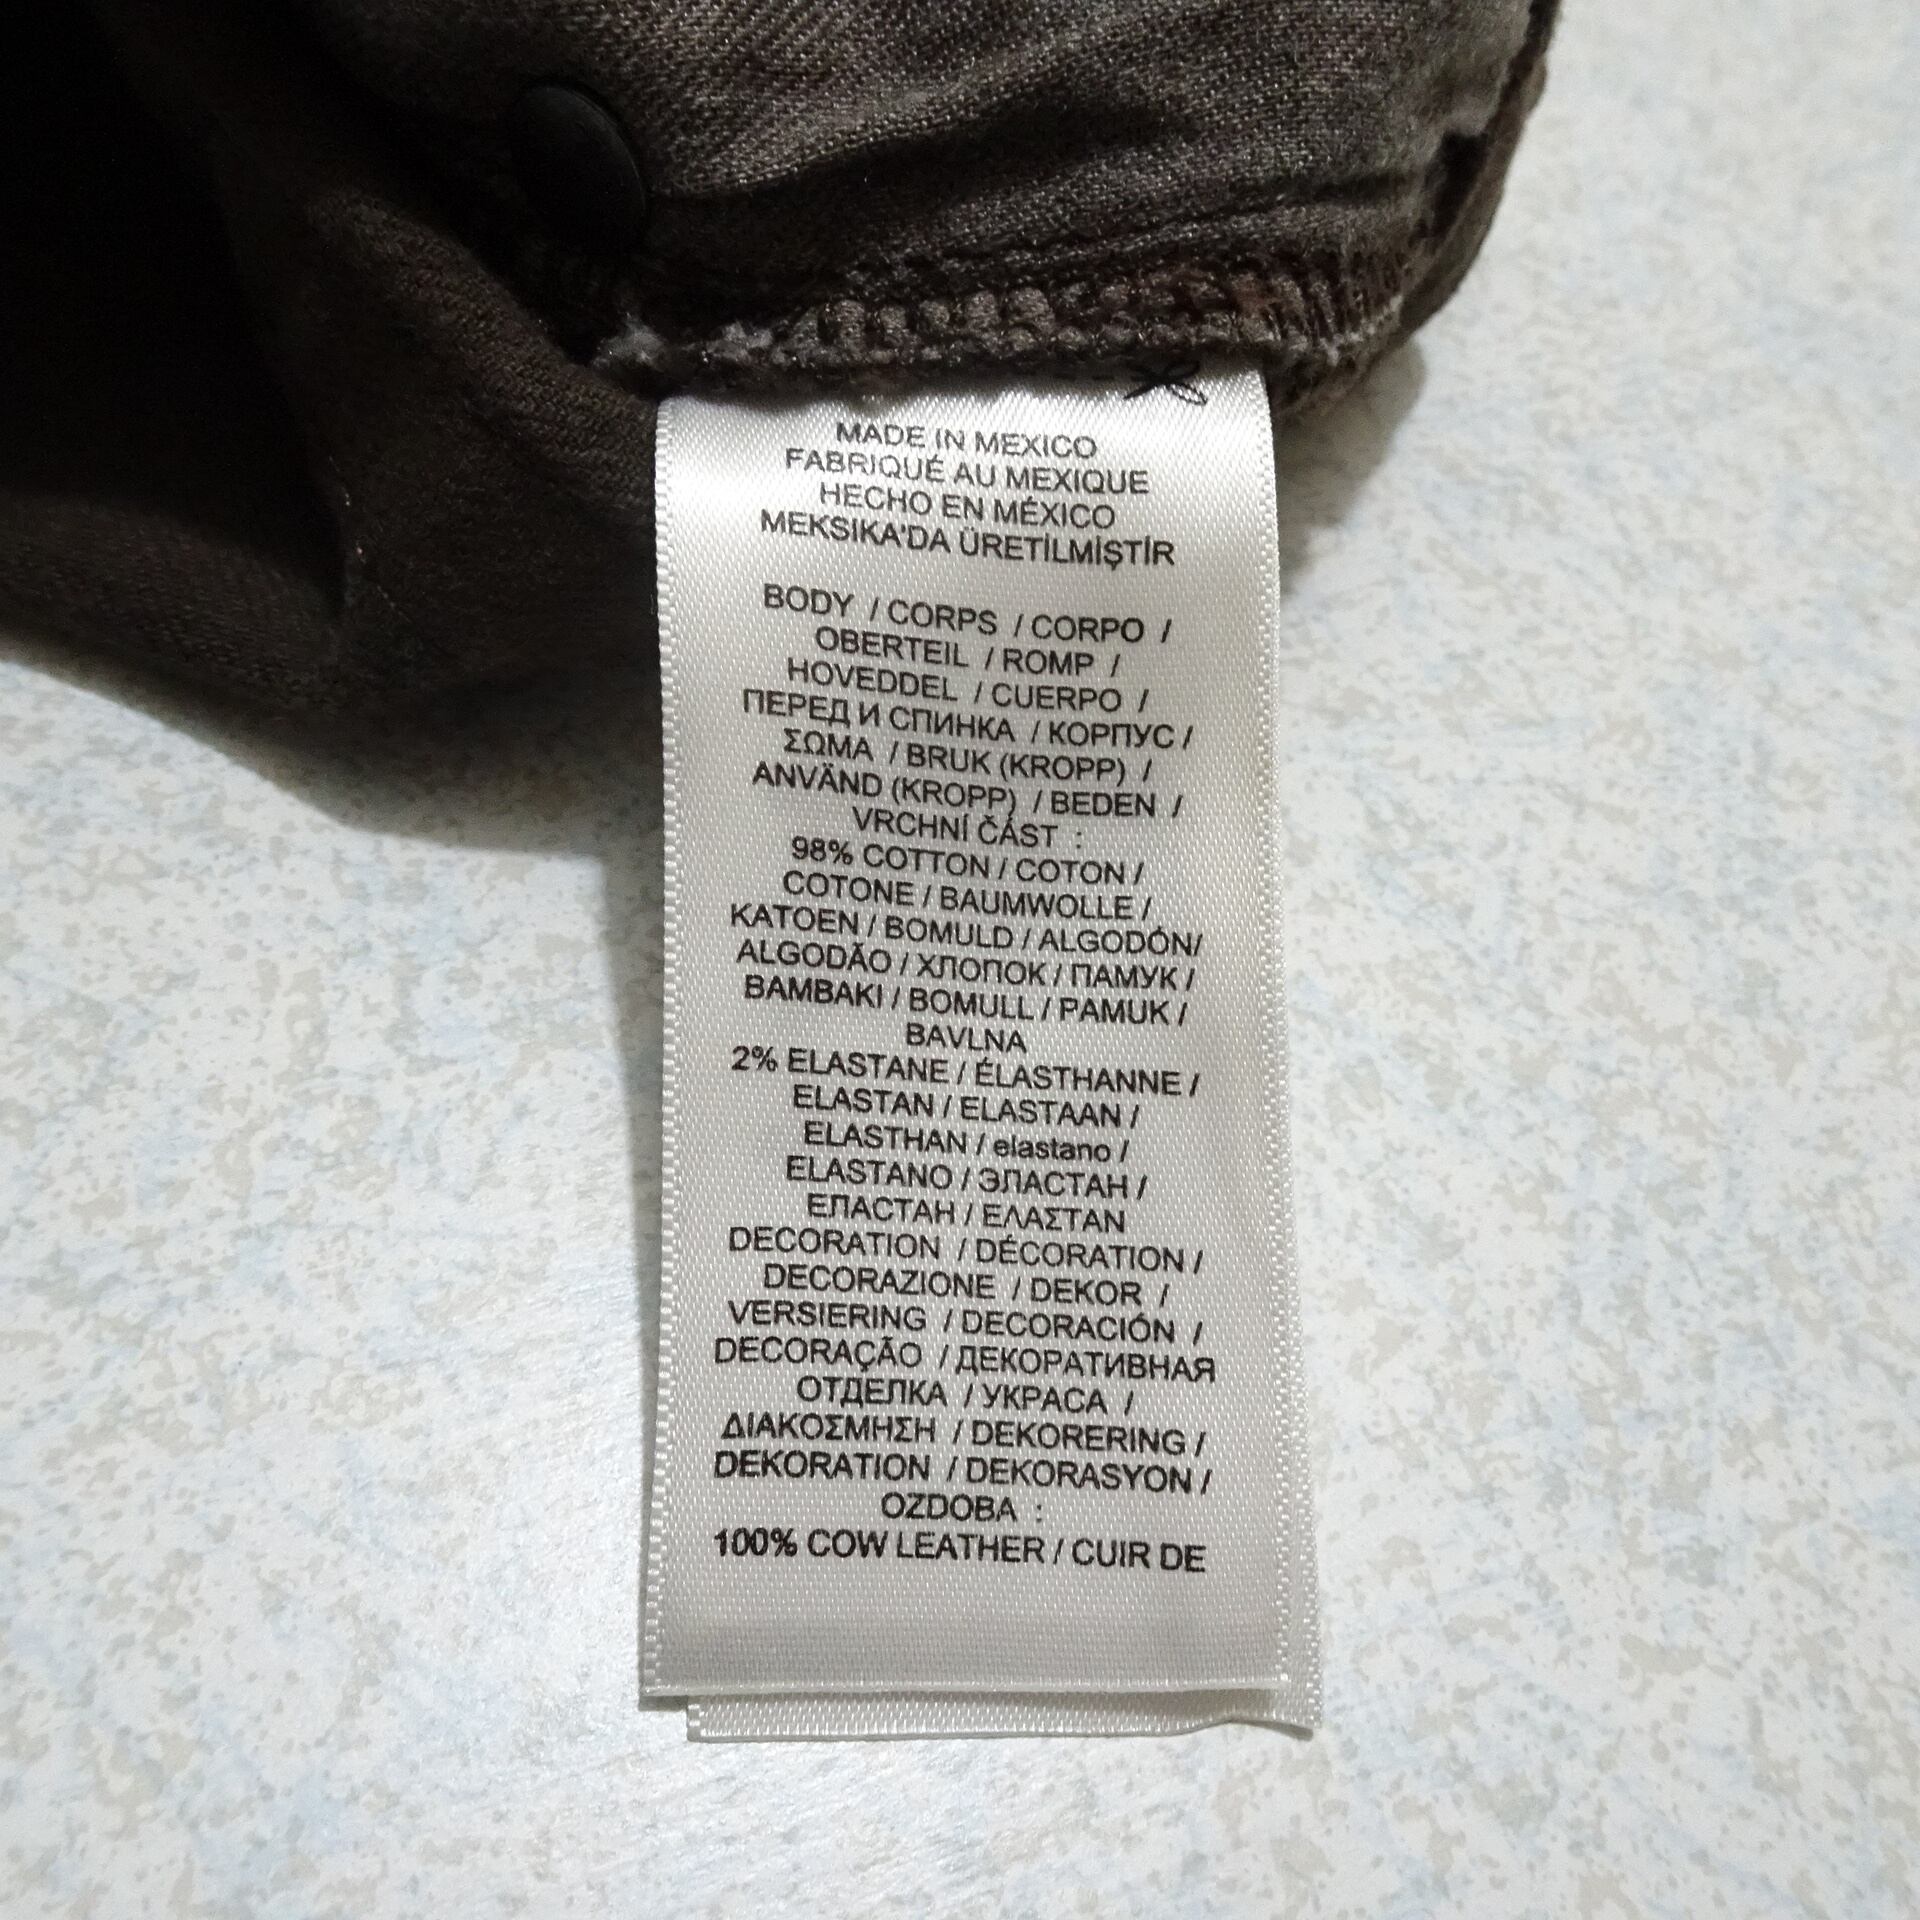 MADE IN MEXICO
FABRIQUÉ AU MEXIQUE
HECHO EN MÉXICO
MEKSIKA'DA ÜRETİLMİŞTİR
BODY / CORPS / CORPO /
OBERTEIL / ROMP /
HOVEDDEL / CUERPO /
ПЕРЕД И СПИНКА / КОРПУС /
ΣΩΜΑ / BRUK (KROPP) /
ANVÄND (KROPP) / BEDEN /
VRCHNÍ ČÁST :
98% COTTON / COTON /
COTONE / BAUMWOLLE /
KATOEN / BOMULD / ALGODÓN/
ALGODÃO / ХЛОПОК / ПАМУК /
BAMBAKI / BOMULL / PAMUK /
BAVLNA
2% ELASTANE / ÉLASTHANNE /
ELASTAN / ELASTAAN /
ELASTHAN / elastano /
ELASTANO / ЭЛАСТАН /
ЕПАСТАН / ΕΛΑΣΤΑΝ
DECORATION / DÉCORATION /
DECORAZIONE / DEKOR /
VERSIERING / DECORACIÓN /
DECORAÇÃO / ДЕКОРАТИВНАЯ
ОТДЕЛКА / УКРАСА /
ΔΙΑΚΟΣΜΗΣΗ / DEKORERING /
DEKORATION / DEKORASYON /
OZDOBA :
100% COW LEATHER / CUIR DE